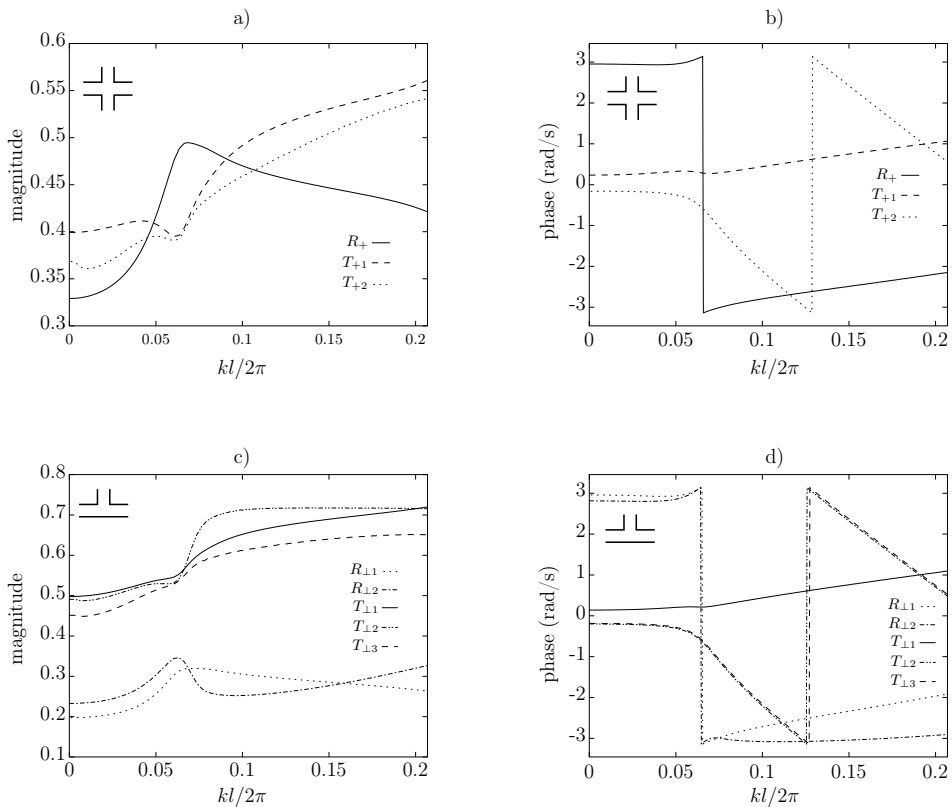 a)
0.6
0.55
0.5
0.45
0.4
0.35
0.3
magnitude
R+
T+1
T+2
0 0.05 0.1 0.15 0.2
kl/2π
b)
3
2
1
0
-1
-2
-3
phase (rad/s)
R+
T+1
T+2
0 0.05 0.1 0.15 0.2
kl/2π
c)
0.8
0.7
0.6
0.5
0.4
0.3
0.2
0.1
magnitude
R⊥1
R⊥2
T⊥1
T⊥2
T⊥3
0 0.05 0.1 0.15 0.2
kl/2π
d)
3
2
1
0
-1
-2
-3
phase (rad/s)
R⊥1
R⊥2
T⊥1
T⊥2
T⊥3
0 0.05 0.1 0.15 0.2
kl/2π